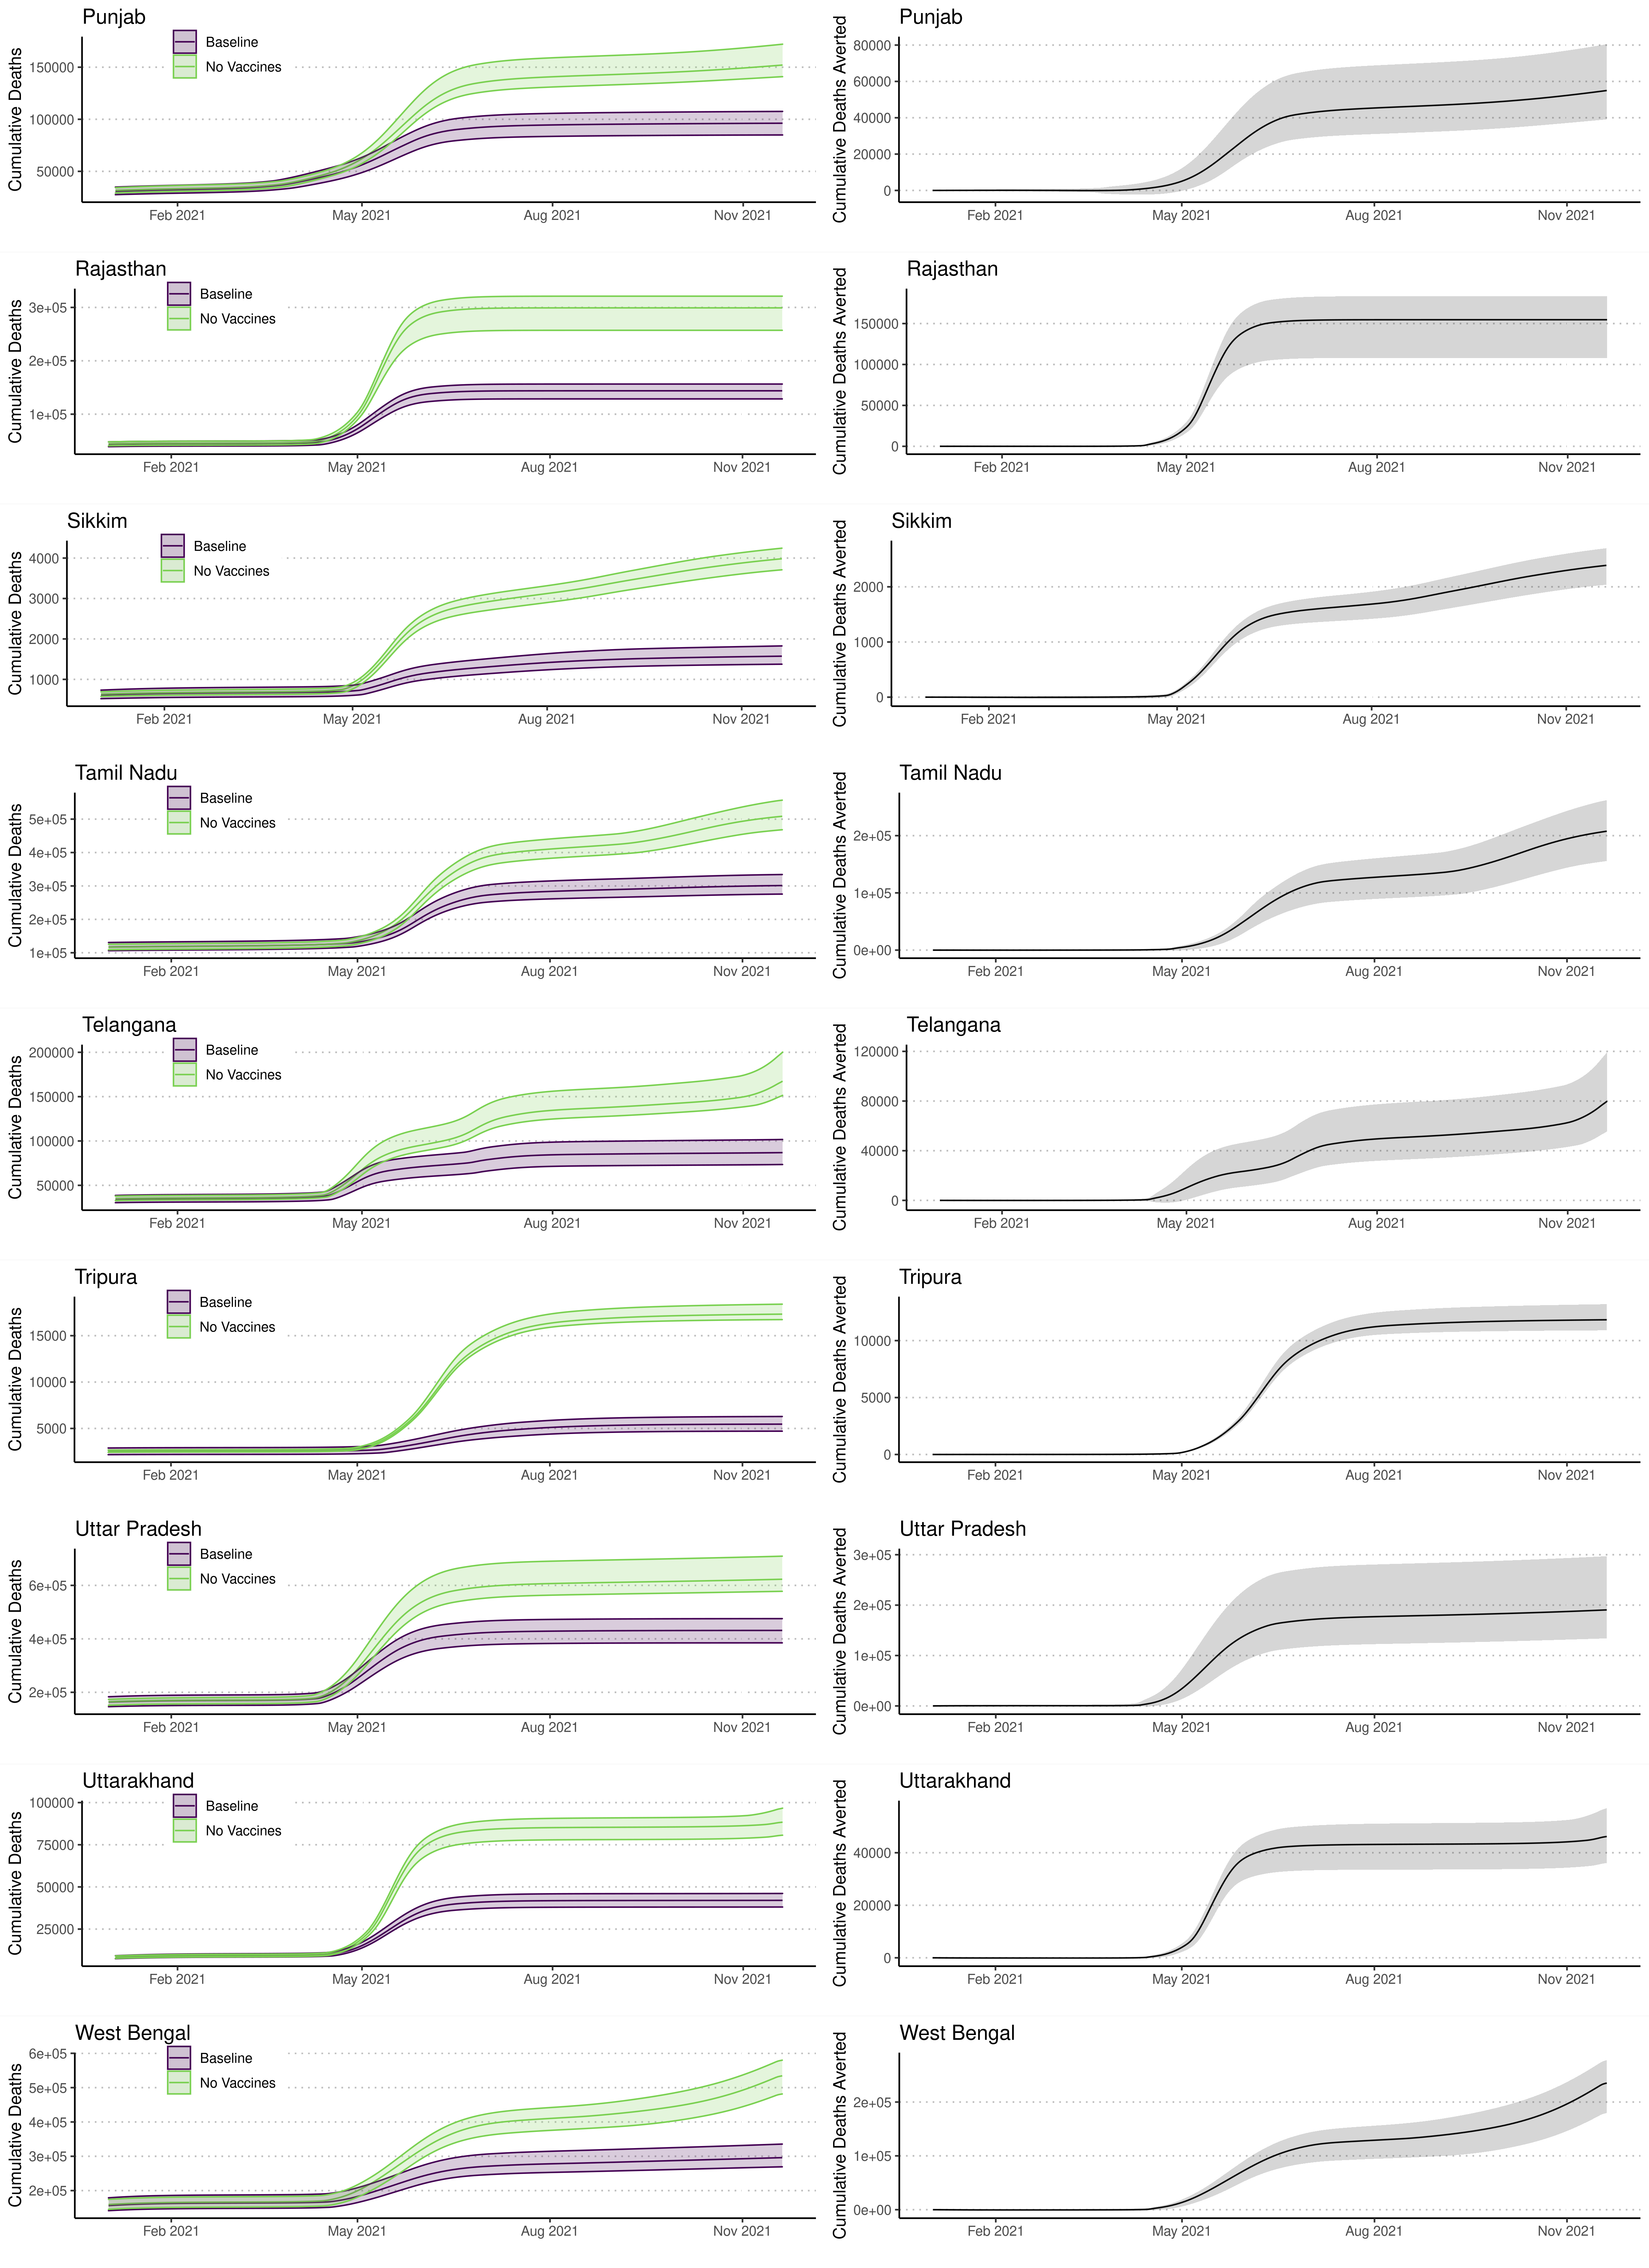 Punjab
Baseline
No Vaccines
Cumulative Deaths
150000
100000
50000
Feb 2021
May 2021
Aug 2021
Nov 2021
Punjab
Cumulative Deaths Averted
80000
60000
40000
20000
0
Feb 2021
May 2021
Aug 2021
Nov 2021
Rajasthan
Baseline
No Vaccines
Cumulative Deaths
3e+05
2e+05
1e+05
Feb 2021
May 2021
Aug 2021
Nov 2021
Rajasthan
Cumulative Deaths Averted
150000
100000
50000
0
Feb 2021
May 2021
Aug 2021
Nov 2021
Sikkim
Baseline
No Vaccines
Cumulative Deaths
4000
3000
2000
1000
Feb 2021
May 2021
Aug 2021
Nov 2021
Sikkim
Cumulative Deaths Averted
2000
1000
0
Feb 2021
May 2021
Aug 2021
Nov 2021
Tamil Nadu
Baseline
No Vaccines
Cumulative Deaths
5e+05
4e+05
3e+05
2e+05
1e+05
Feb 2021
May 2021
Aug 2021
Nov 2021
Tamil Nadu
Cumulative Deaths Averted
2e+05
1e+05
0e+00
Feb 2021
May 2021
Aug 2021
Nov 2021
Telangana
Baseline
No Vaccines
Cumulative Deaths
200000
150000
100000
50000
Feb 2021
May 2021
Aug 2021
Nov 2021
Telangana
Cumulative Deaths Averted
120000
80000
40000
0
Feb 2021
May 2021
Aug 2021
Nov 2021
Tripura
Baseline
No Vaccines
Cumulative Deaths
15000
10000
5000
Feb 2021
May 2021
Aug 2021
Nov 2021
Tripura
Cumulative Deaths Averted
10000
5000
0
Feb 2021
May 2021
Aug 2021
Nov 2021
Uttar Pradesh
Baseline
No Vaccines
Cumulative Deaths
6e+05
4e+05
2e+05
Feb 2021
May 2021
Aug 2021
Nov 2021
Uttar Pradesh
Cumulative Deaths Averted
3e+05
2e+05
1e+05
0e+00
Feb 2021
May 2021
Aug 2021
Nov 2021
Uttarakhand
Baseline
No Vaccines
Cumulative Deaths
100000
75000
50000
25000
Feb 2021
May 2021
Aug 2021
Nov 2021
Uttarakhand
Cumulative Deaths Averted
40000
20000
0
Feb 2021
May 2021
Aug 2021
Nov 2021
West Bengal
Baseline
No Vaccines
Cumulative Deaths
6e+05
5e+05
4e+05
3e+05
2e+05
Feb 2021
May 2021
Aug 2021
Nov 2021
West Bengal
Cumulative Deaths Averted
2e+05
1e+05
0e+00
Feb 2021
May 2021
Aug 2021
Nov 2021